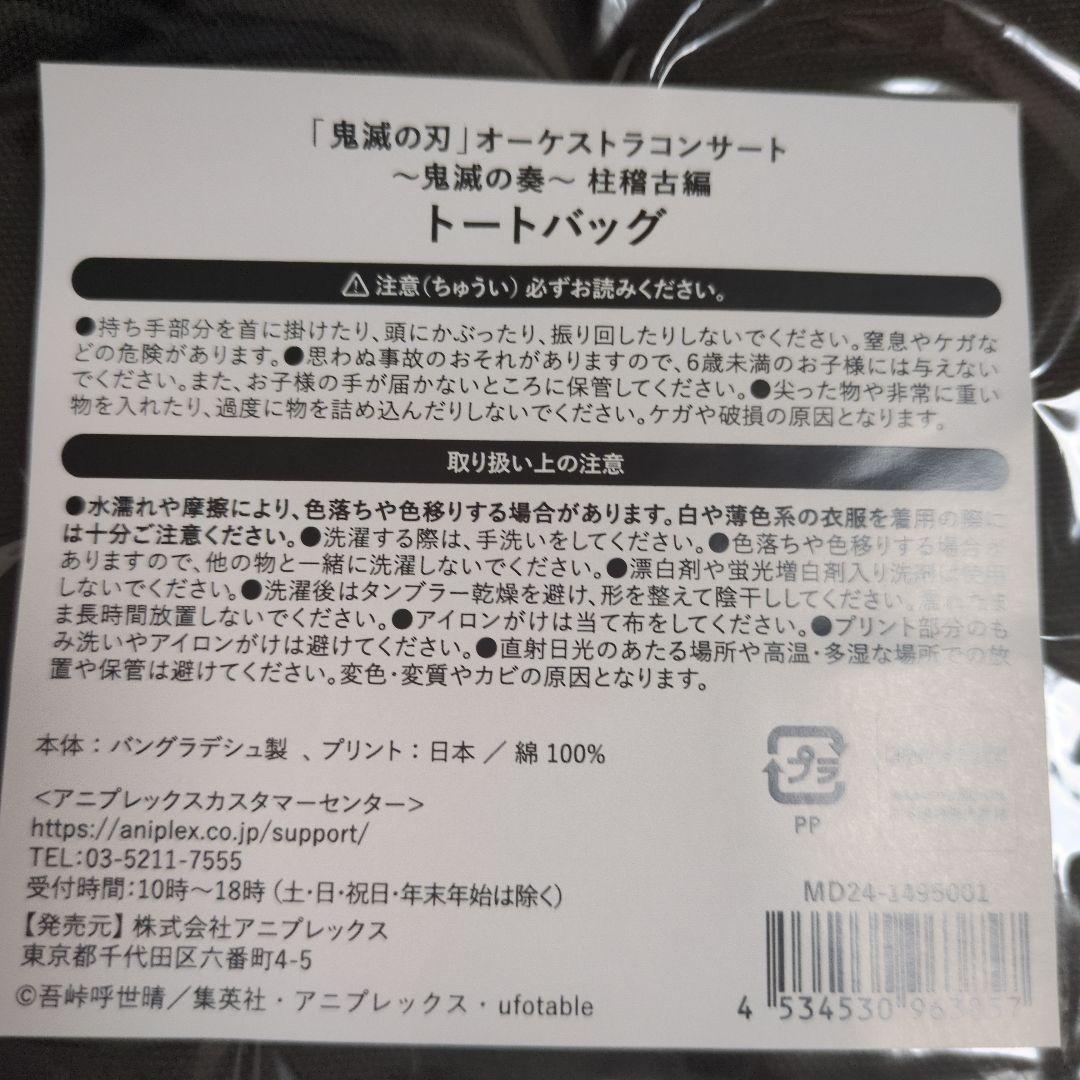 「鬼滅の刃」オーケストラコンサート
～鬼滅の奏～ 柱稽古編
トートバッグ
⚠ 注意（ちゅうい）必ずお読みください。
●持ち手部分を首に掛けたり、頭にかぶったり、振り回したりしないでください。窒息やケガな
どの危険があります。●思わぬ事故のおそれがありますので、6歳未満のお子様には与えない
でください。また、お子様の手が届かないところに保管してください。●尖った物や非常に重い
物を入れたり、過度に物を詰め込んだりしないでください。ケガや破損の原因となります。
取り扱い上の注意
●水濡れや摩擦により、色落ちや色移りする場合があります。白や薄色系の衣服を着用の際に
は十分ご注意ください。●洗濯する際は、手洗いをしてください。●色落ちや色移りする場合が
ありますので、他の物と一緒に洗濯しないでください。●漂白剤や蛍光増白剤入り洗剤は使用
しないでください。●洗濯後はタンブラー乾燥を避け、形を整えて陰干ししてください。濡れたま
ま長時間放置しないでください。●アイロンがけは当て布をしてください。●プリント部分のも
み洗いやアイロンがけは避けてください。●直射日光のあたる場所や高温・多湿な場所での放
置や保管は避けてください。変色・変質やカビの原因となります。
本体：バングラデシュ製 、プリント：日本 ／ 綿 100%
プラ
PP
＜アニプレックスカスタマーセンター＞
https://aniplex.co.jp/support/
TEL：03-5211-7555
受付時間：10時～18時（土・日・祝日・年末年始は除く）
【発売元】株式会社アニプレックス
東京都千代田区六番町4-5
©吾峠呼世晴／集英社・アニプレックス・ufotable
MD24-1495001
4 534530 963857